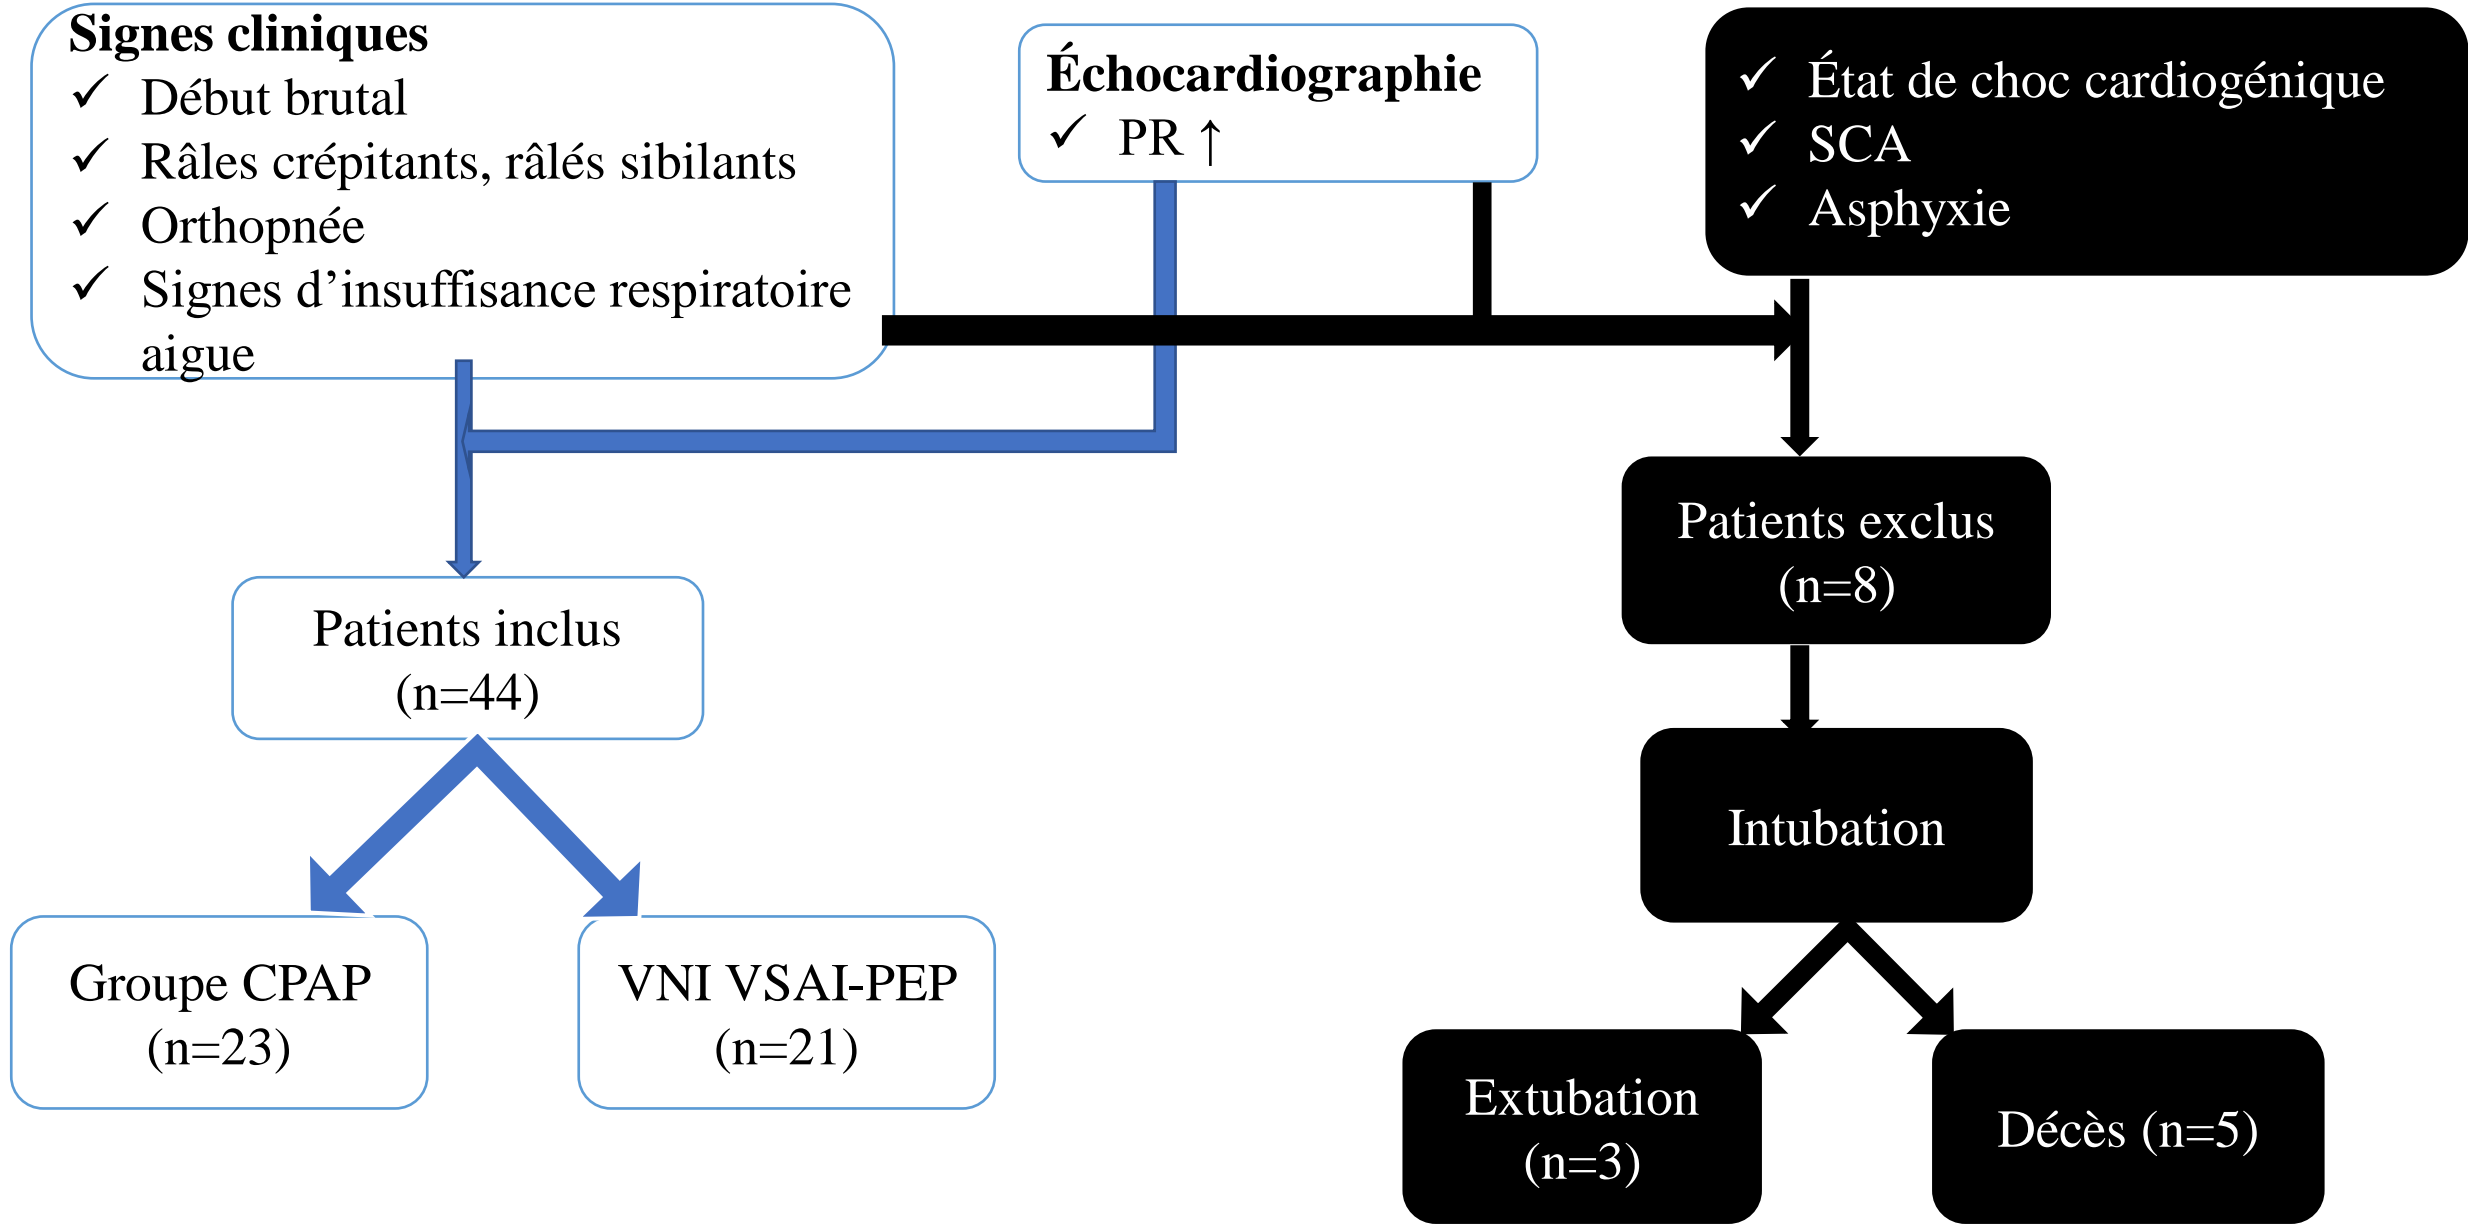 Signes cliniques
✓ Début brutal
✓ Râles crépitants, râlés sibilants
✓ Orthopnée
✓ Signes d’insuffisance respiratoire
aigue
Échocardiographie
✓ PR ↑
✓ État de choc cardiogénique
✓ SCA
✓ Asphyxie
Patients exclus
(n=8)
Patients inclus
(n=44)
Intubation
Groupe CPAP
(n=23)
VNI VSAI-PEP
(n=21)
Extubation
(n=3)
Décès (n=5)